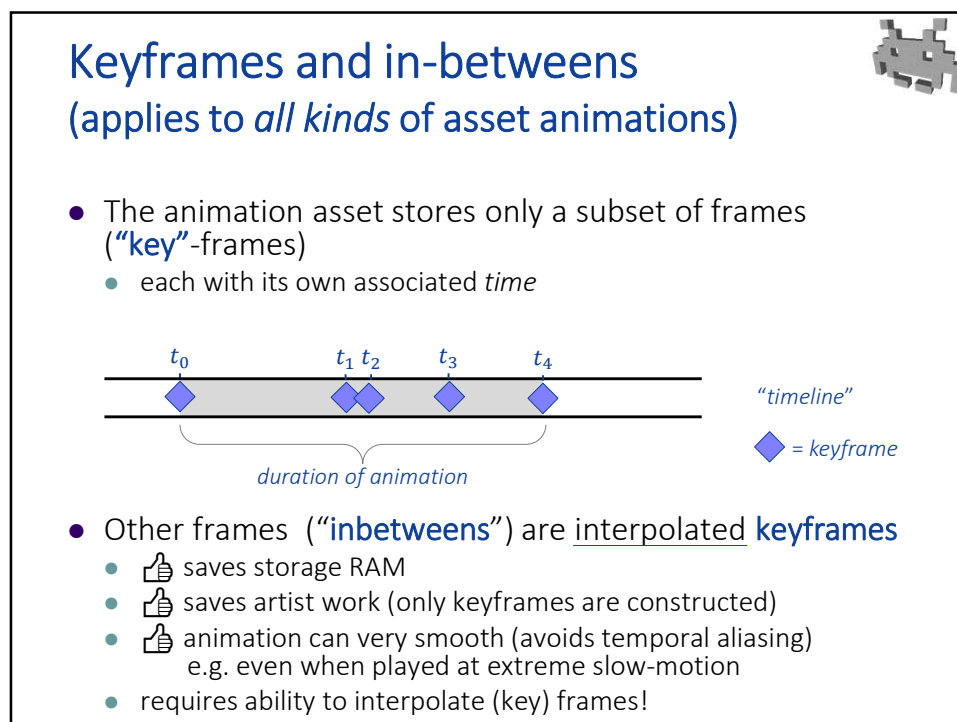 Keyframes and in-betweens
(applies to all kinds of asset animations)
● The animation asset stores only a subset of frames
(“key”-frames)
● each with its own associated time
t₀ t₁ t₂ t₃ t₄
“timeline”
= keyframe
duration of animation
● Other frames (“inbetweens”) are interpolated keyframes
● 👍 saves storage RAM
● 👍 saves artist work (only keyframes are constructed)
● 👍 animation can very smooth (avoids temporal aliasing)
e.g. even when played at extreme slow-motion
● requires ability to interpolate (key) frames!